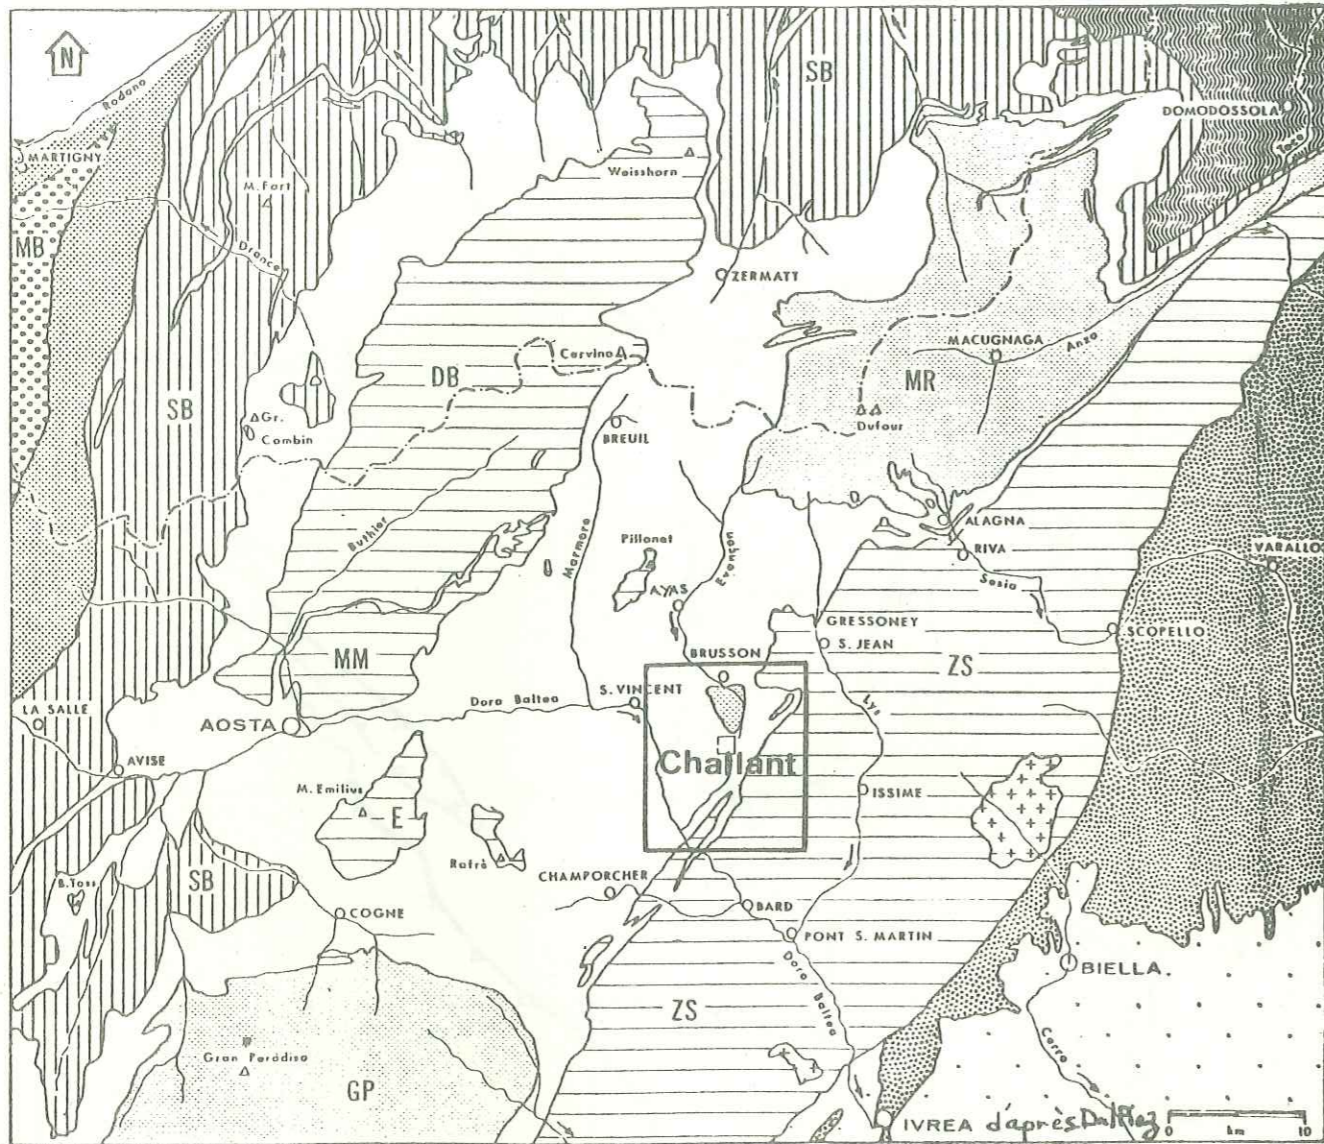 N
SB
DOMODOSSOLA
Rodano
Toce
MARTIGNY
Weisshorn
M. Fort
MB
Drance
ZERMATT
Cervino
MACUGNAGA
Anza
DB
MR
SB
Gr.
Combin
Dufour
BREUIL
ALAGNA
Buthier
Marmore
Pillonet
Evançon
RIVA
VARALLO
Sesia
AYAS
GRESSONEY
SCOPELLO
S. JEAN
BRUSSON
MM
ZS
S. VINCENT
Dora Baltea
Lys
LA SALLE
AOSTA
AVISE
Challant
M. Emilius
E
ISSIME
Rafrè
SB
CHAMPORCHER
B. Toss
COGNE
BARD
PONT S. MARTIN
BIELLA
Dora Baltea
ZS
Cervo
Gran Paradiso
GP
IVREA
d'après Dal Piaz
0 km 10